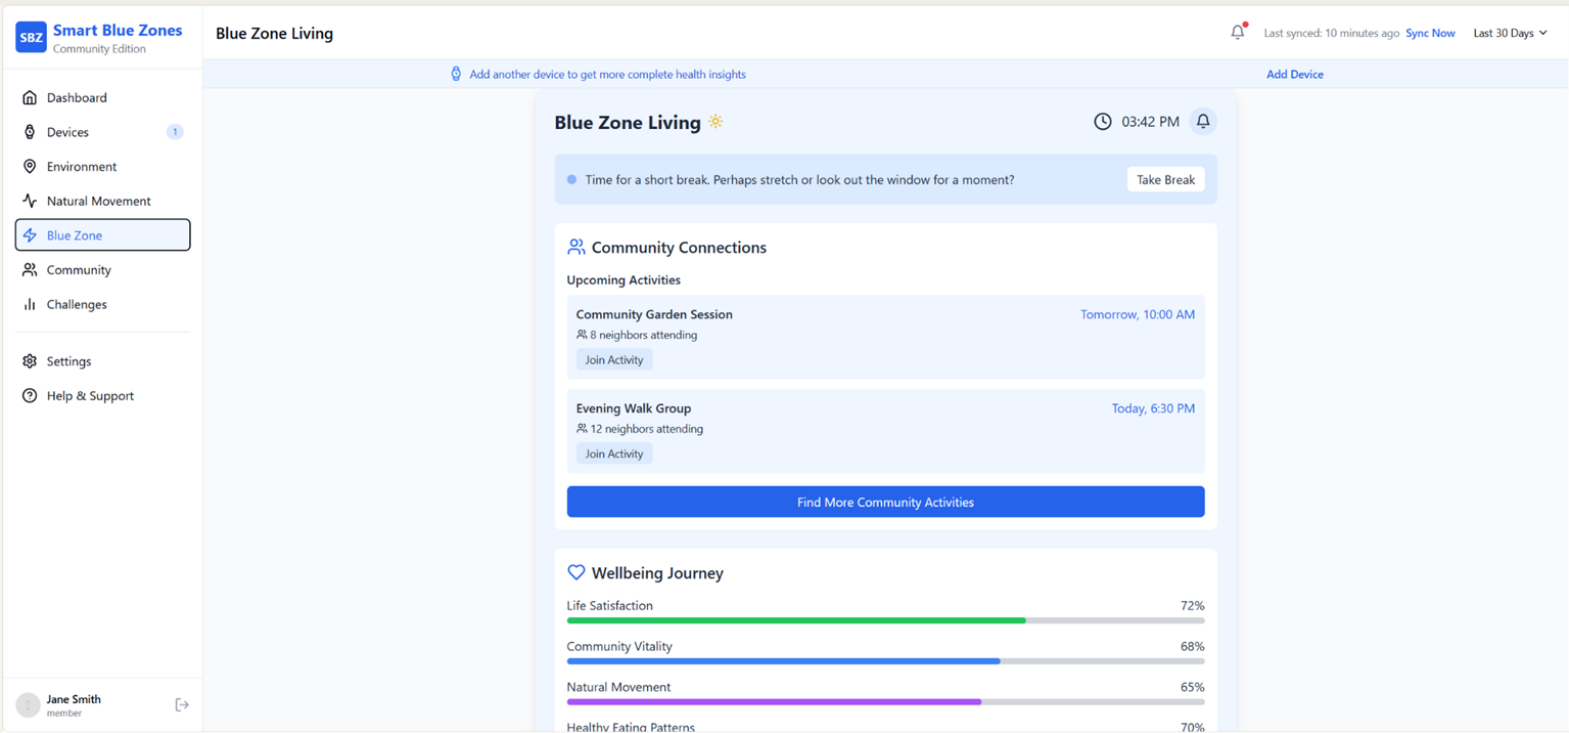 SBZ
Smart Blue Zones
Community Edition
Dashboard
Devices 1
Environment
Natural Movement
Blue Zone
Community
Challenges
Settings
Help & Support
Jane Smith
member
Blue Zone Living
Last synced: 10 minutes ago Sync Now Last 30 Days
Add another device to get more complete health insights Add Device
Blue Zone Living 03:42 PM
Time for a short break. Perhaps stretch or look out the window for a moment? Take Break
Community Connections
Upcoming Activities
Community Garden Session Tomorrow, 10:00 AM
8 neighbors attending
Join Activity
Evening Walk Group Today, 6:30 PM
12 neighbors attending
Join Activity
Find More Community Activities
Wellbeing Journey
Life Satisfaction 72%
Community Vitality 68%
Natural Movement 65%
Healthy Eating Patterns 70%